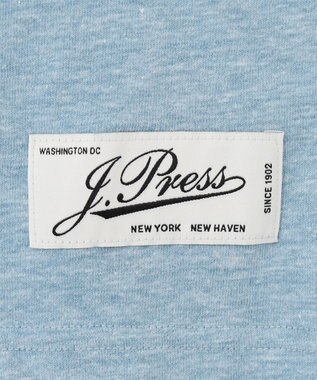 WASHINGTON DC
J. Press
NEW YORK NEW HAVEN
SINCE 1902